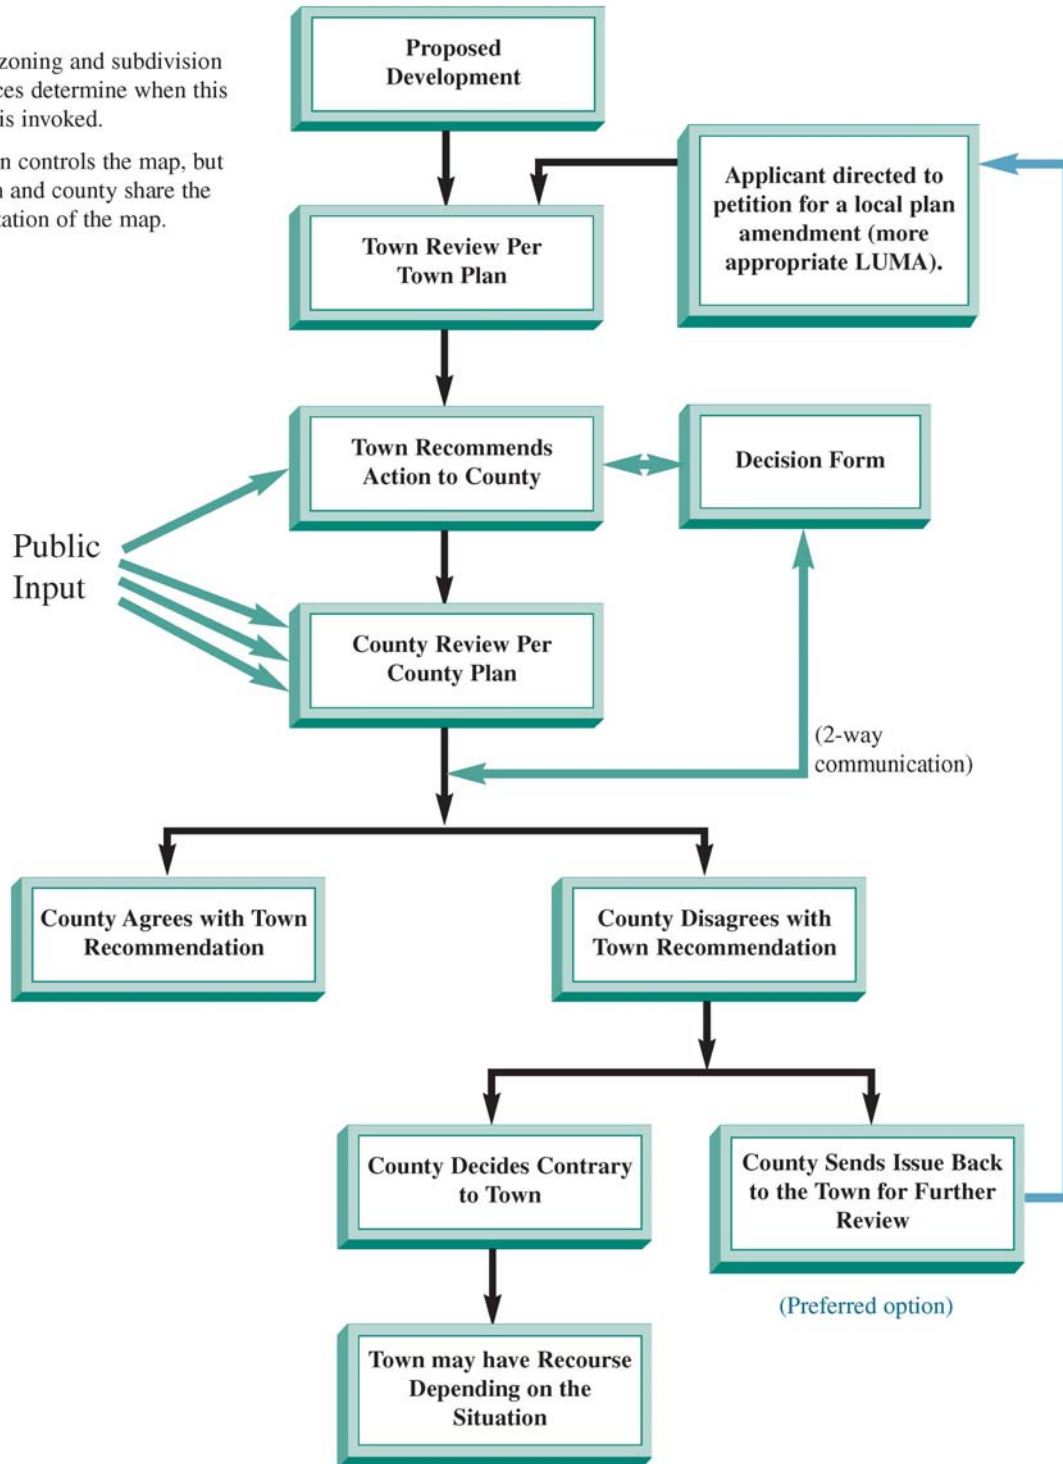 zoning and subdivision
ces determine when this
is invoked.
n controls the map, but
n and county share the
tation of the map.
Proposed
Development
Applicant directed to
petition for a local plan
amendment (more
appropriate LUMA).
Town Review Per
Town Plan
Town Recommends
Action to County
Decision Form
Public
Input
County Review Per
County Plan
(2-way
communication)
County Agrees with Town
Recommendation
County Disagrees with
Town Recommendation
County Decides Contrary
to Town
County Sends Issue Back
to the Town for Further
Review
(Preferred option)
Town may have Recourse
Depending on the
Situation